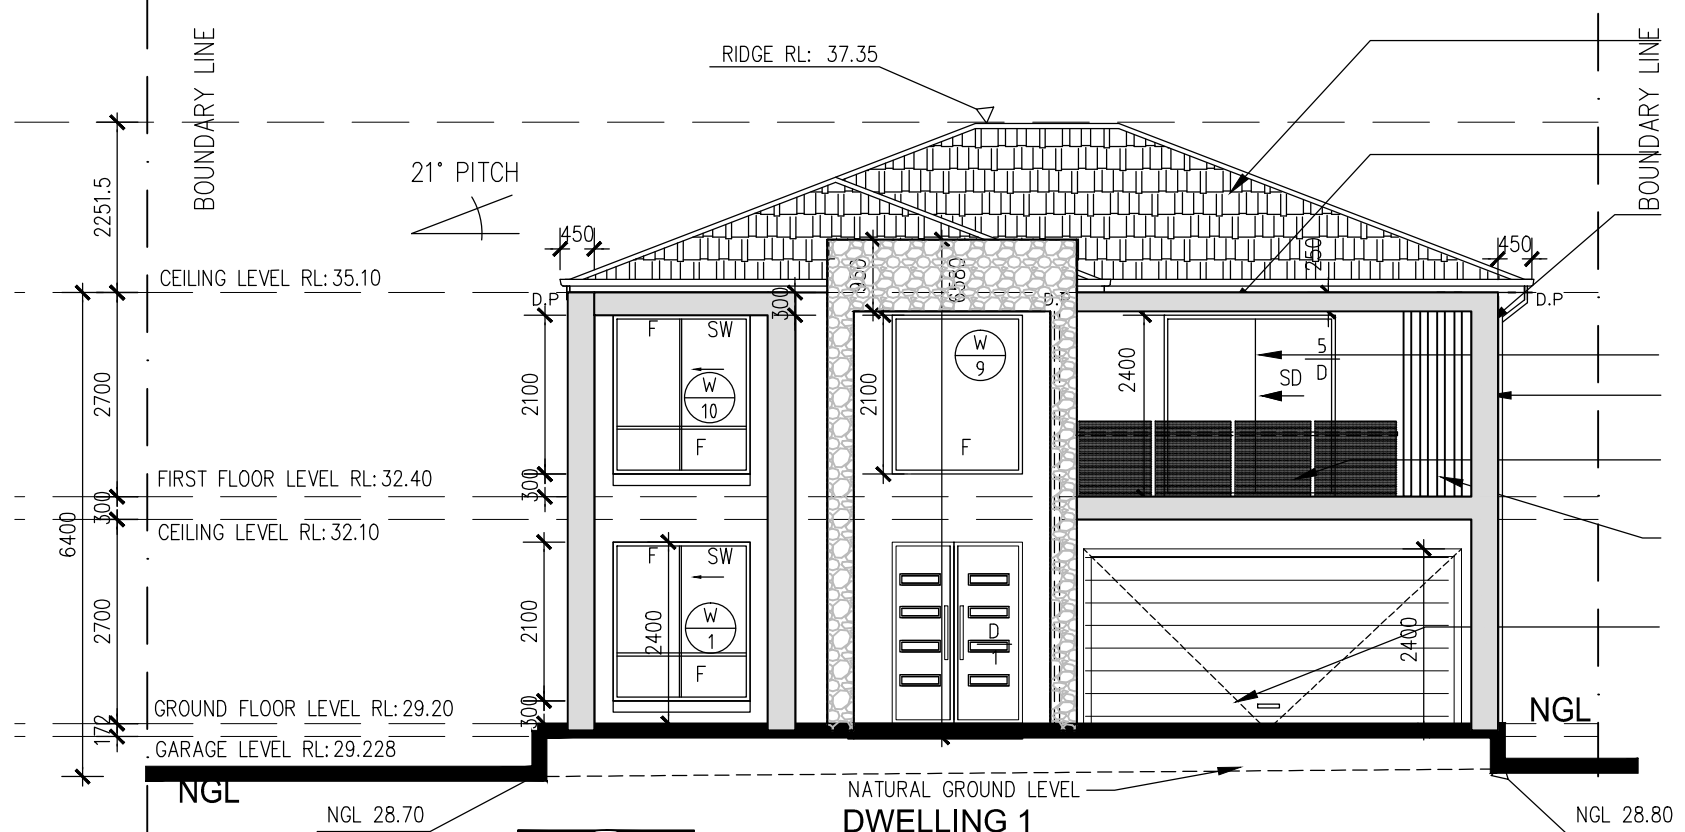 BOUNDARY LINE
RIDGE RL: 37.35
BOUNDARY LINE
21° PITCH
2251.5
450
450
CEILING LEVEL RL: 35.10
D.P
300
950
6580
D.P
250
D.P
F
SW
W
10
F
W
9
F
5
D
SD
2700
2100
2100
2400
FIRST FLOOR LEVEL RL: 32.40
300
300
CEILING LEVEL RL: 32.10
6400
F
SW
W
1
F
2700
2100
2400
D
1
2400
GROUND FLOOR LEVEL RL: 29.20
300
172
GARAGE LEVEL RL: 29.228
NGL
NGL
NATURAL GROUND LEVEL
NGL 28.70
DWELLING 1
NGL 28.80